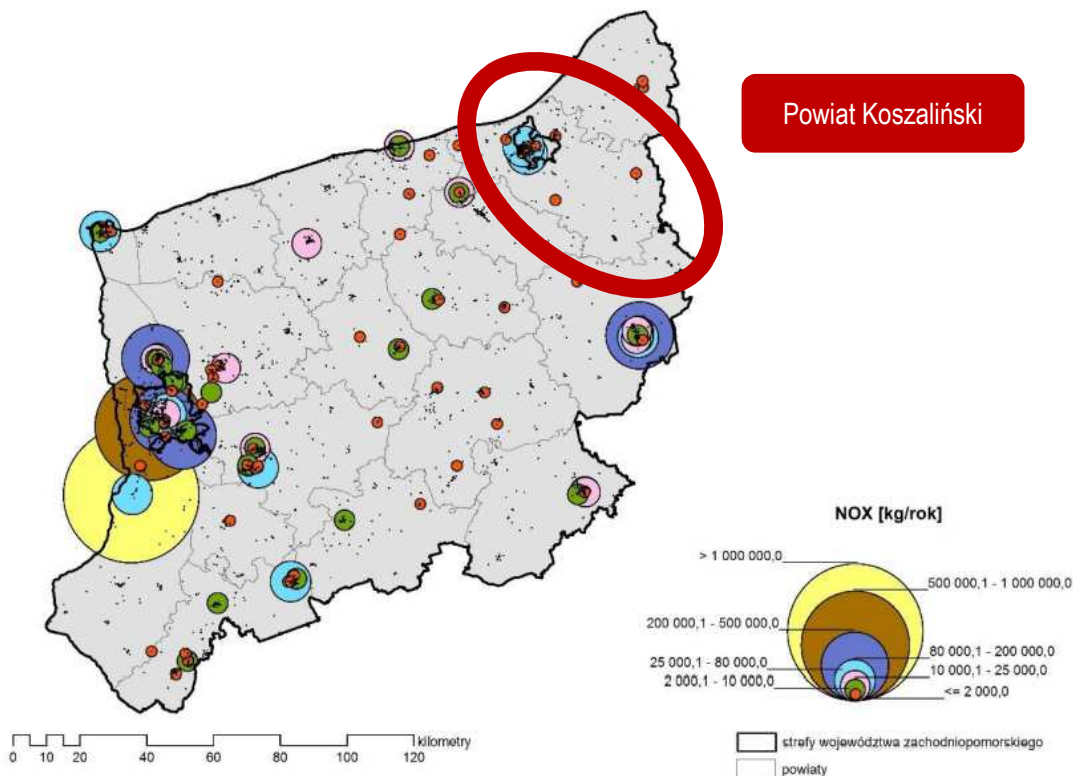 Powiat Koszaliński
NOX [kg/rok]
> 1 000 000,0
500 000,1 - 1 000 000,0
200 000,1 - 500 000,0
80 000,1 - 200 000,0
25 000,1 - 80 000,0
10 000,1 - 25 000,0
2 000,1 - 10 000,0
<= 2 000,0
kilometry
0 10 20 40 60 80 100 120
strefy województwa zachodniopomorskiego
powiaty